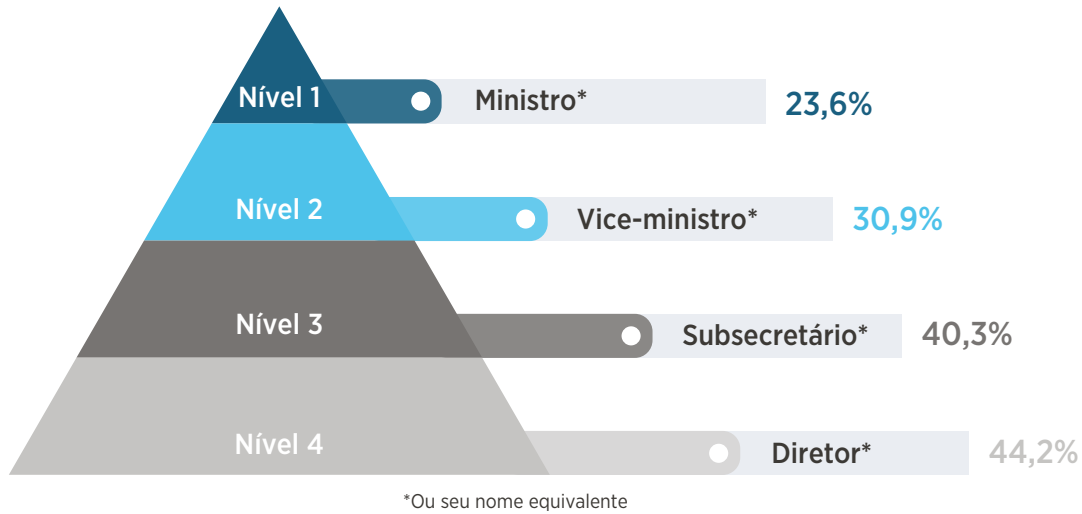 Nível 1 Ministro* 23,6%
Nível 2 Vice-ministro* 30,9%
Nível 3 Subsecretário* 40,3%
Nível 4 Diretor* 44,2%
*Ou seu nome equivalente